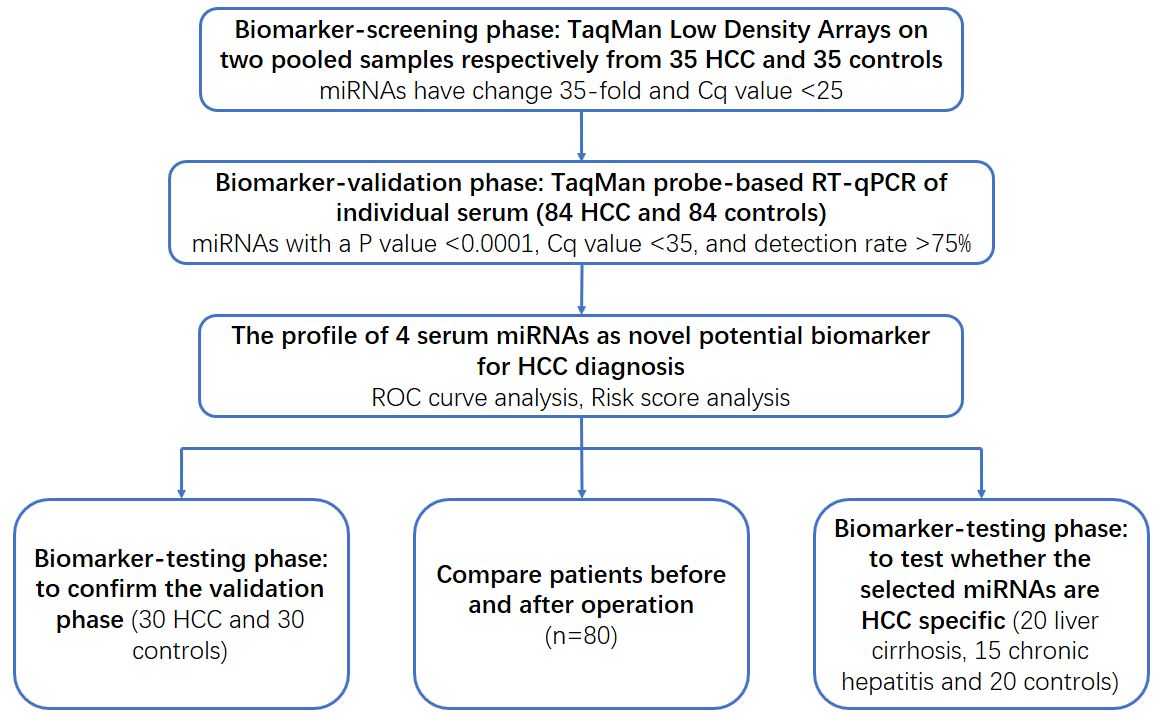 Biomarker-screening phase: TaqMan Low Density Arrays on
two pooled samples respectively from 35 HCC and 35 controls
miRNAs have change 35-fold and Cq value <25
Biomarker-validation phase: TaqMan probe-based RT-qPCR of
individual serum (84 HCC and 84 controls)
miRNAs with a P value <0.0001, Cq value <35, and detection rate >75%
The profile of 4 serum miRNAs as novel potential biomarker
for HCC diagnosis
ROC curve analysis, Risk score analysis
Biomarker-testing phase:
to confirm the validation
phase (30 HCC and 30
controls)
Compare patients before
and after operation
(n=80)
Biomarker-testing phase:
to test whether the
selected miRNAs are
HCC specific (20 liver
cirrhosis, 15 chronic
hepatitis and 20 controls)